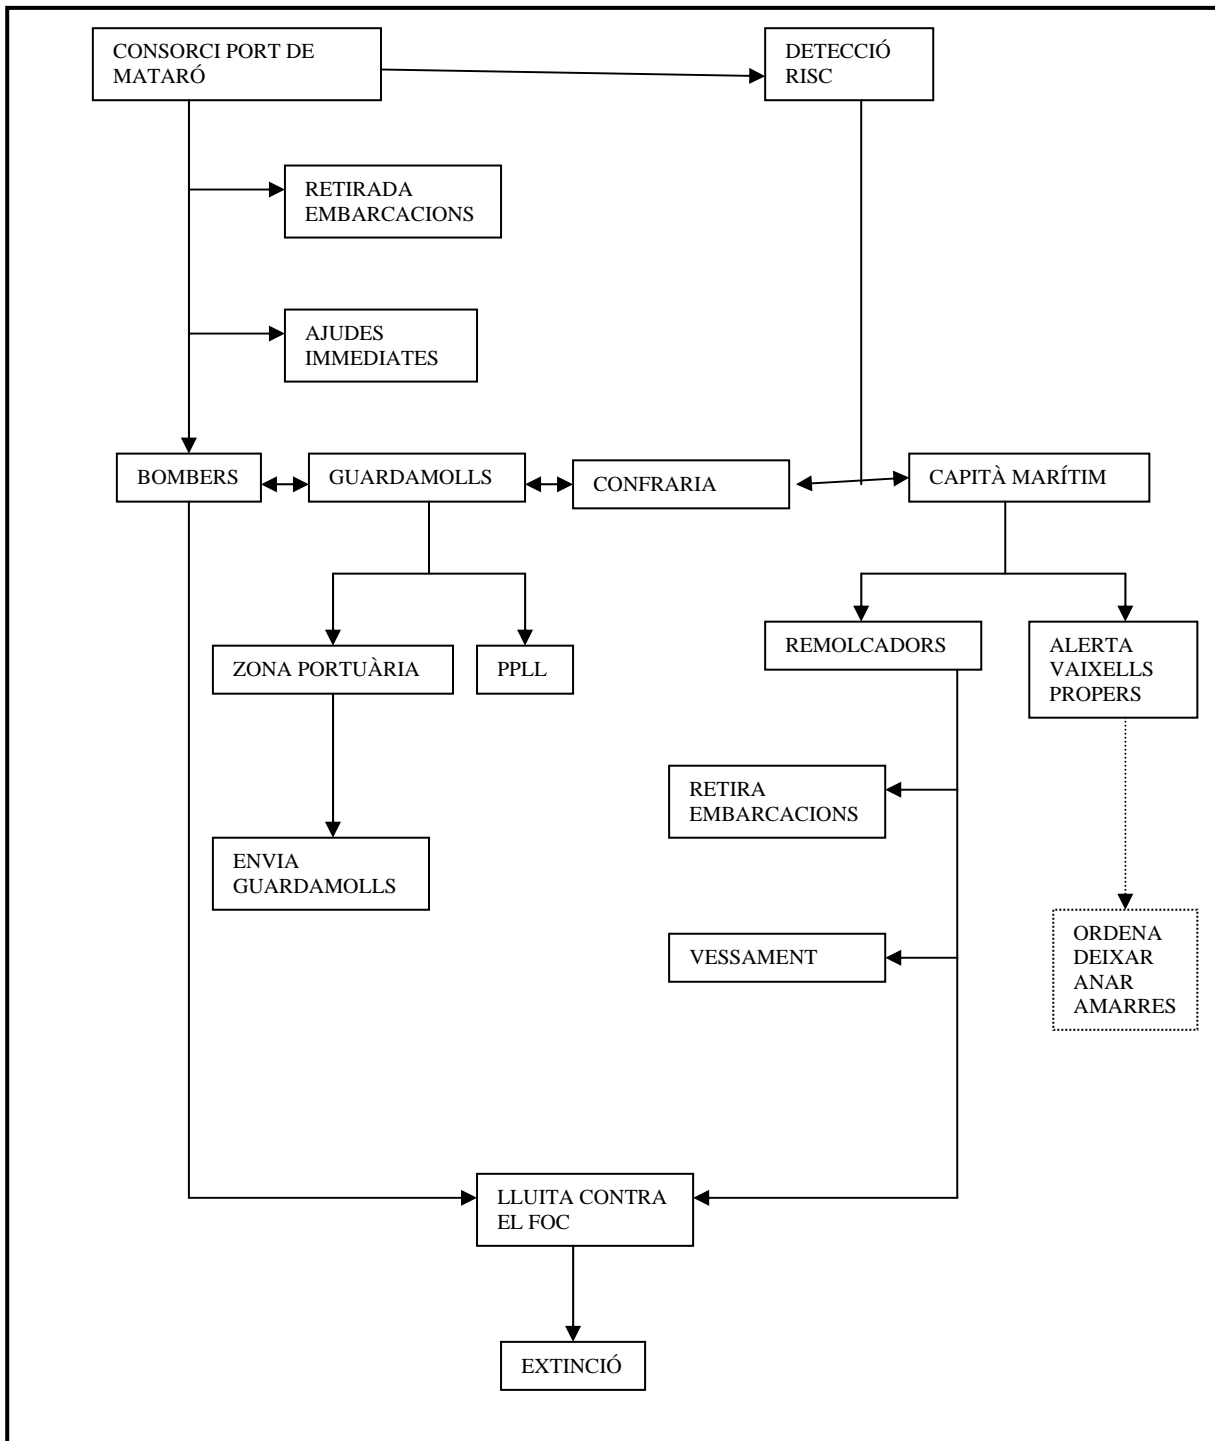 CONSORCI PORT DE
MATARÓ
DETECCIÓ
RISC
RETIRADA
EMBARCACIONS
AJUDES
IMMEDIATES
BOMBERS
GUARDAMOLLS
CONFRARIA
CAPITÀ MARÍTIM
ZONA PORTUÀRIA
PPLL
REMOLCADORS
ALERTA
VAIXELLS
PROPERS
RETIRA
EMBARCACIONS
ENVIA
GUARDAMOLLS
VESSAMENT
ORDENA
DEIXAR
ANAR
AMARRES
LLUITA CONTRA
EL FOC
EXTINCIÓ